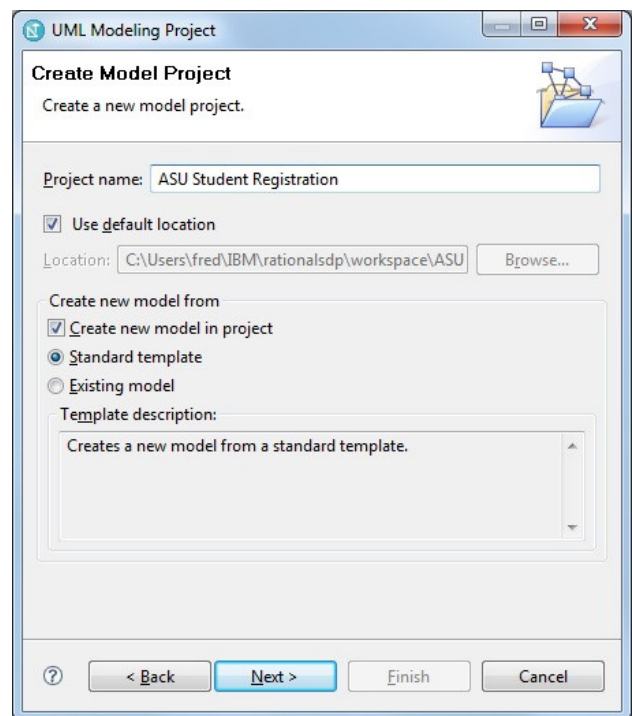 UML Modeling Project
Create Model Project
Create a new model project.
Project name: ASU Student Registration
Use default location
Location: C:\Users\fred\IBM\rationalsdp\workspace\ASU Browse...
Create new model from
Create new model in project
Standard template
Existing model
Template description:
Creates a new model from a standard template.
? < Back Next > Finish Cancel